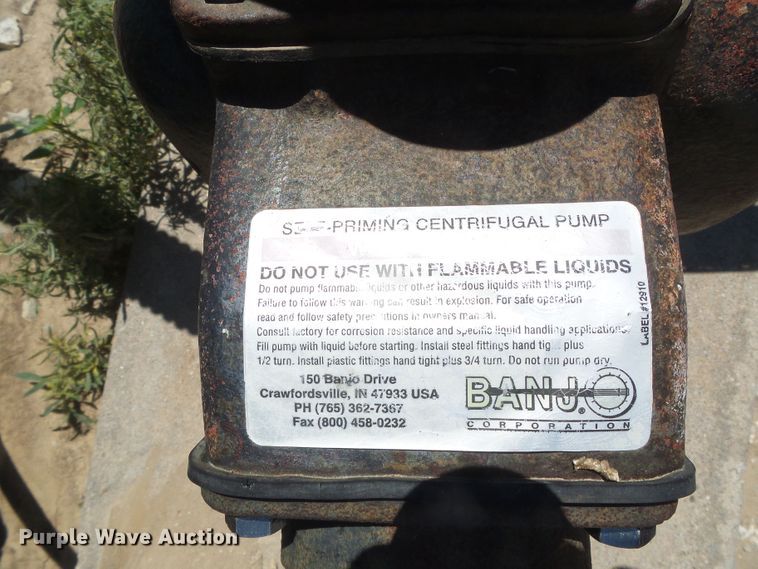 SELF-PRIMING CENTRIFUGAL PUMP
DO NOT USE WITH FLAMMABLE LIQUIDS
Do not pump flammable liquids or other hazardous liquids with this pump.
Failure to follow this warning can result in explosion. For safe operation
read and follow safety precautions in owners manual.
Consult factory for corrosion resistance and specific liquid handling applications.
Fill pump with liquid before starting. Install steel fittings hand tight plus
1/2 turn. Install plastic fittings hand tight plus 3/4 turn. Do not run pump dry.
150 Banjo Drive
Crawfordsville, IN 47933 USA
PH (765) 362-7367
Fax (800) 458-0232
BANJO®
CORPORATION
LABEL #12910
Purple Wave Auction